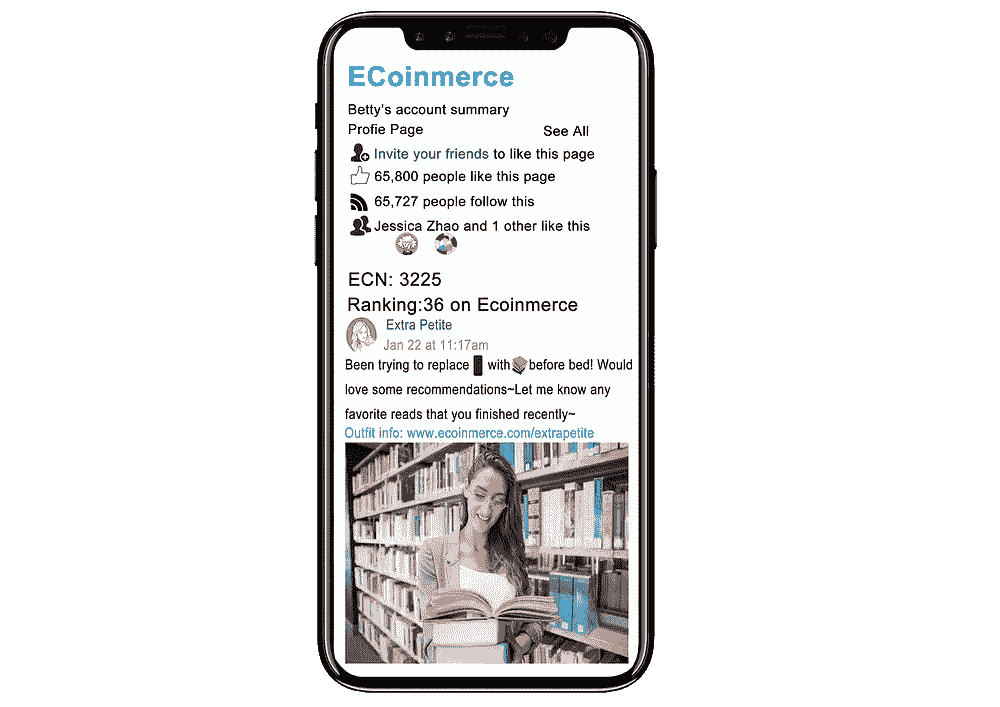 ECoinmerce
Betty's account summary
Profie Page See All
Invite your friends to like this page
65,800 people like this page
65,727 people follow this
Jessica Zhao and 1 other like this
ECN: 3225
Ranking:36 on Ecoinmerce
Extra Petite
Jan 22 at 11:17am
Been trying to replace with before bed! Would
love some recommendations~Let me know any
favorite reads that you finished recently~
Outfit info: www.ecoinmerce.com/extrapetite